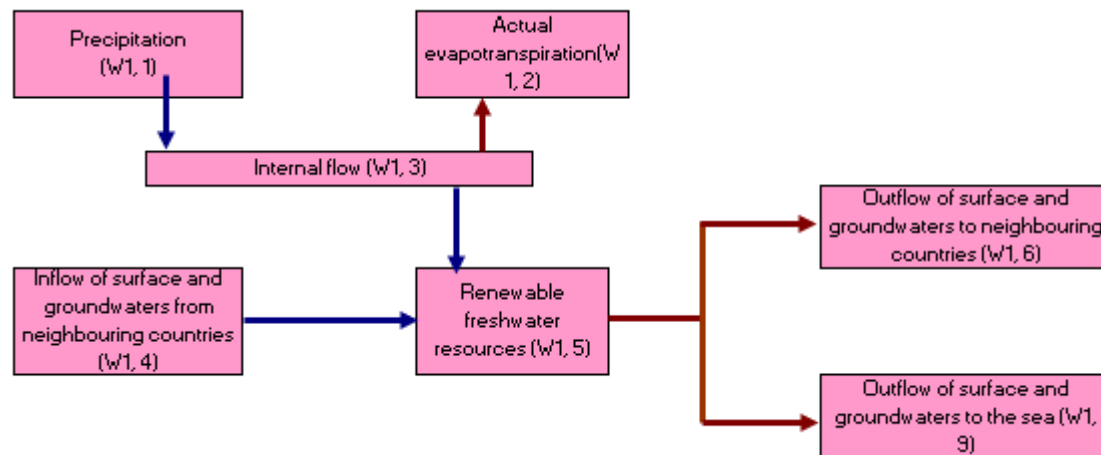 Precipitation
(W1, 1)
Actual
evapotranspiration(W
1, 2)
Internal flow (W1, 3)
Inflow of surface and
groundwaters from
neighbouring countries
(W1, 4)
Renewable
freshwater
resources (W1, 5)
Outflow of surface and
groundwaters to neighbouring
countries (W1, 6)
Outflow of surface and
groundwaters to the sea (W1,
9)